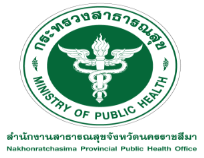 กระทรวงสาธารณสุข
MINISTRY OF PUBLIC HEALTH
สำนักงานสาธารณสุขจังหวัดนครราชสีมา
Nakhonratchasima Provincial Public Health Office